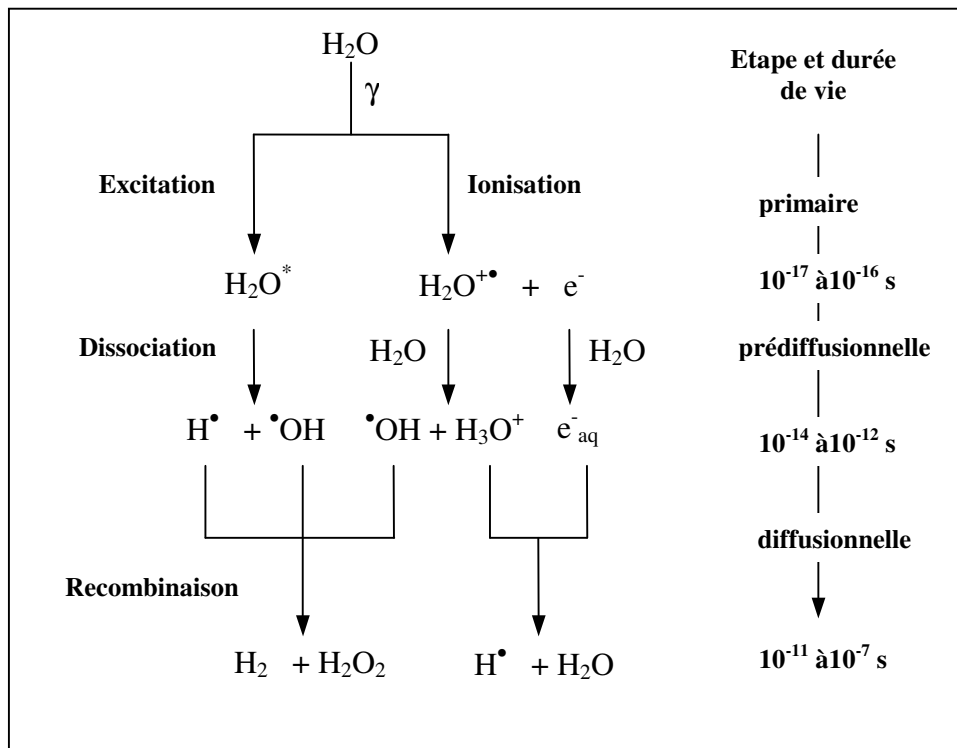 H₂O
γ
Etape et durée
de vie
Excitation
Ionisation
primaire
H₂O*
H₂O⁺• + e⁻
10⁻¹⁷ à10⁻¹⁶ s
Dissociation
H₂O
H₂O
prédiffusionnelle
H• + •OH
•OH + H₃O⁺
e⁻aq
10⁻¹⁴ à10⁻¹² s
diffusionnelle
Recombinaison
H₂ + H₂O₂
H• + H₂O
10⁻¹¹ à10⁻⁷ s